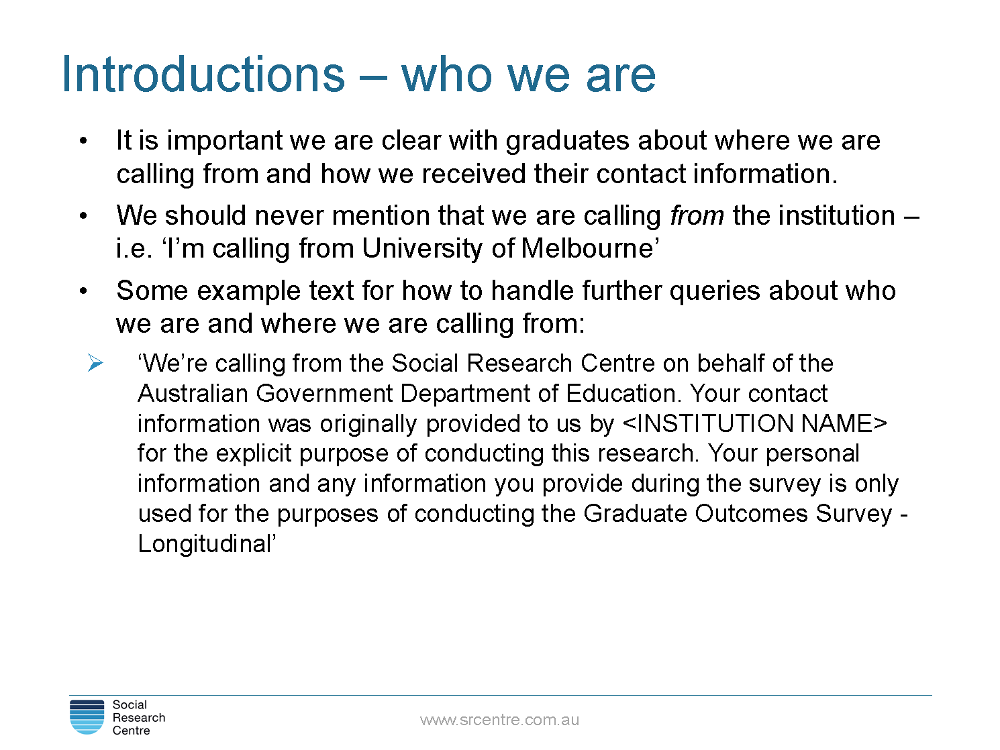 Introductions – who we are
• It is important we are clear with graduates about where we are
calling from and how we received their contact information.
• We should never mention that we are calling from the institution –
i.e. ‘I’m calling from University of Melbourne’
• Some example text for how to handle further queries about who
we are and where we are calling from:
➢ ‘We’re calling from the Social Research Centre on behalf of the
Australian Government Department of Education. Your contact
information was originally provided to us by <INSTITUTION NAME>
for the explicit purpose of conducting this research. Your personal
information and any information you provide during the survey is only
used for the purposes of conducting the Graduate Outcomes Survey -
Longitudinal’
Social
Research
Centre
www.srcentre.com.au